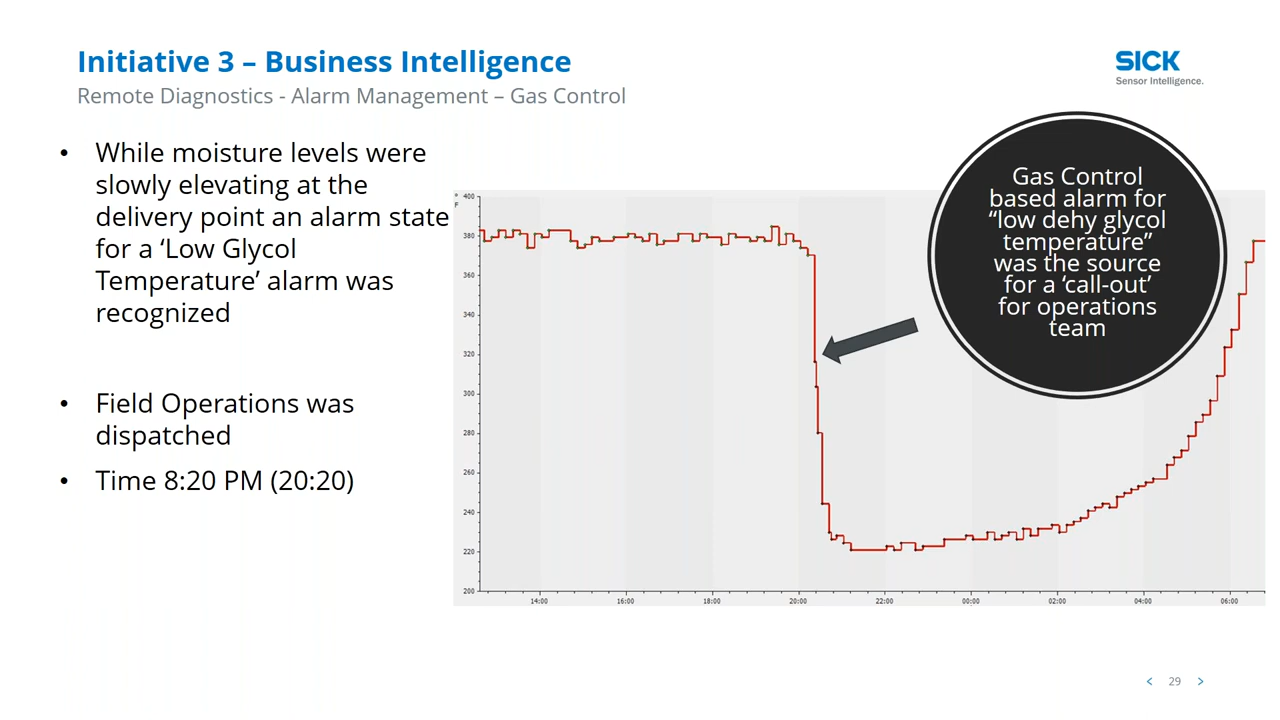 Initiative 3 – Business Intelligence
Remote Diagnostics - Alarm Management – Gas Control
SICK
Sensor Intelligence.
• While moisture levels were
slowly elevating at the
delivery point an alarm state
for a ‘Low Glycol
Temperature’ alarm was
recognized
• Field Operations was
dispatched
• Time 8:20 PM (20:20)
Gas Control
based alarm for
“low dehy glycol
temperature”
was the source
for a ‘call-out’
for operations
team
°
F
400
380
360
340
320
300
280
260
240
220
200
14:00 16:00 18:00 20:00 22:00 00:00 02:00 04:00 06:00
< 29 >